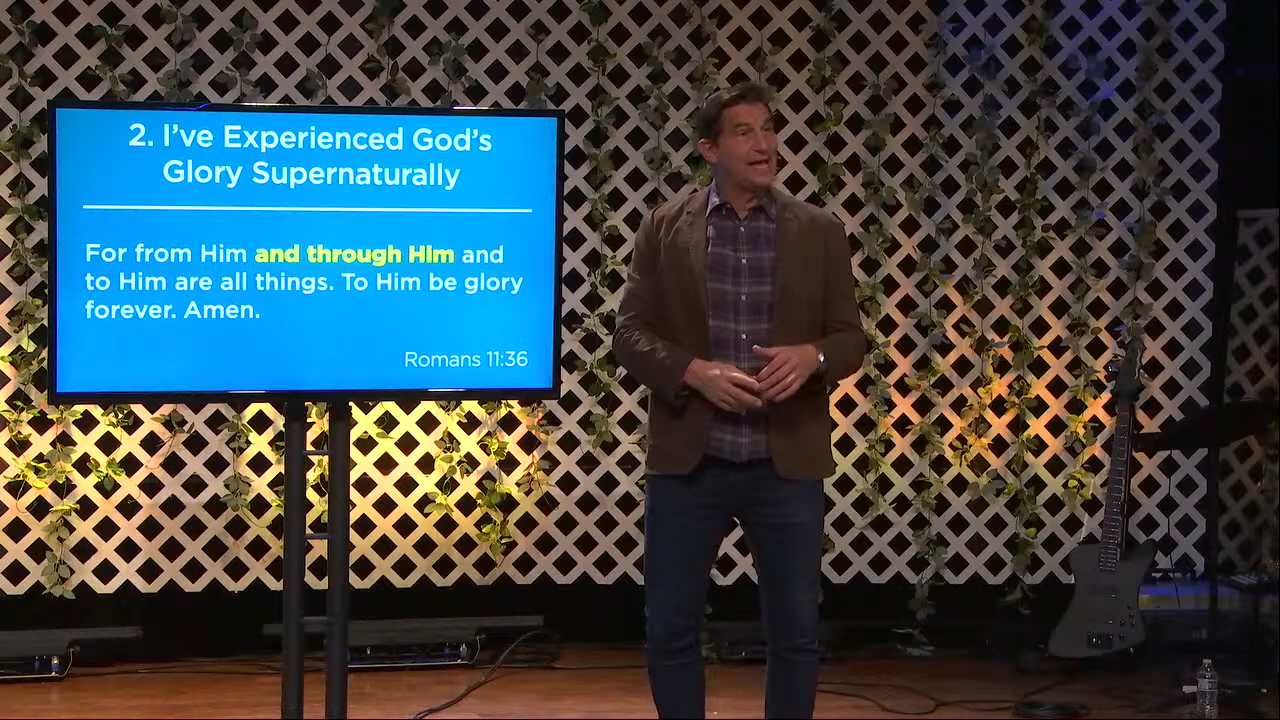 2. I've Experienced God's
Glory Supernaturally
For from Him and through Him and
to Him are all things. To Him be glory
forever. Amen.
Romans 11:36